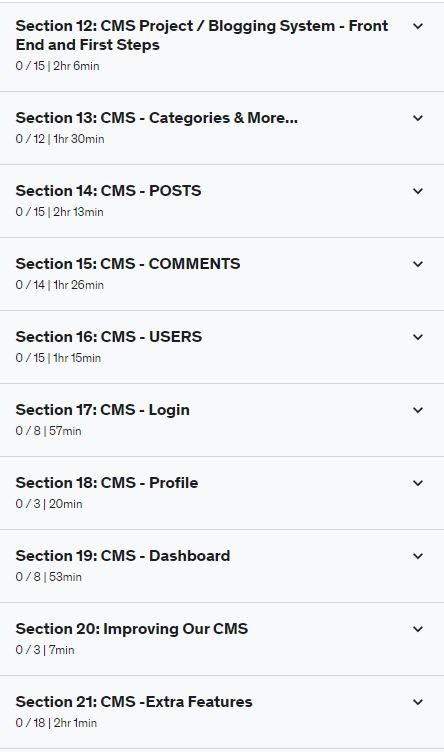 Section 12: CMS Project / Blogging System - Front
End and First Steps
0 / 15 | 2hr 6min
Section 13: CMS - Categories & More...
0 / 12 | 1hr 30min
Section 14: CMS - POSTS
0 / 15 | 2hr 13min
Section 15: CMS - COMMENTS
0 / 14 | 1hr 26min
Section 16: CMS - USERS
0 / 15 | 1hr 15min
Section 17: CMS - Login
0 / 8 | 57min
Section 18: CMS - Profile
0 / 3 | 20min
Section 19: CMS - Dashboard
0 / 8 | 53min
Section 20: Improving Our CMS
0 / 3 | 7min
Section 21: CMS -Extra Features
0 / 18 | 2hr 1min